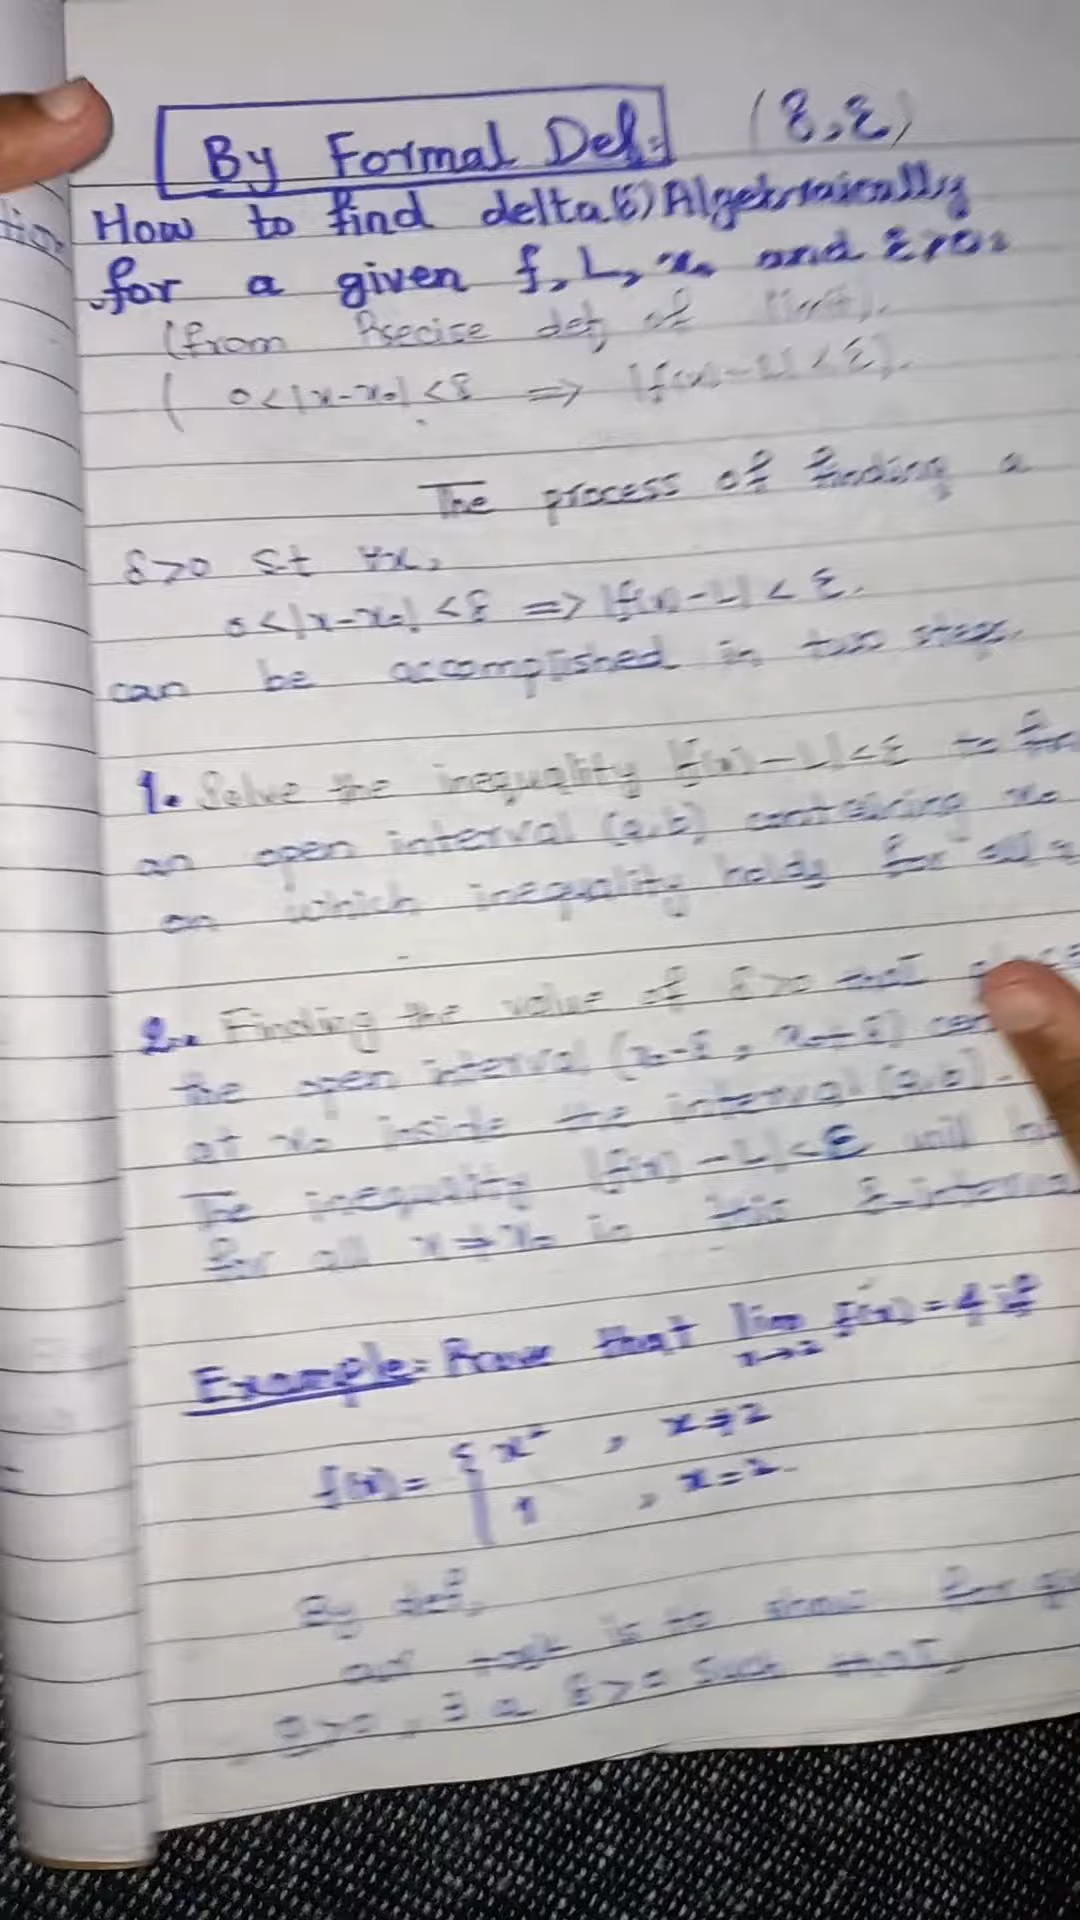 By Formal Def: (δ,ε)
How to find delta(δ) Algebraically
for a given f, L, x₀ and ε>0:
(from Precise def of limit).
( 0<|x-x₀|<δ => |f(x)-L|<ε).
The process of finding a
δ>0 st ∀x,
0<|x-x₀|<δ => |f(x)-L|<ε.
can be accomplished in two steps.
1. Solve the inequality |f(x)-L|<ε to
an open interval (a,b) containing x₀
on which inequality holds for all
2. Finding the value of δ>0 that
the open interval (x₀-δ, x₀+δ)
at x₀ inside the interval (a,b).
The inequality |f(x)-L|<ε will
for all x≠x₀ in this δ-interval
Example: Prove that lim f(x)=4 if
x→2
f(x)= { x² , x≠2
1 , x=2.
By def,
our task is to show for
ε>0, ∃ a δ>0 such that